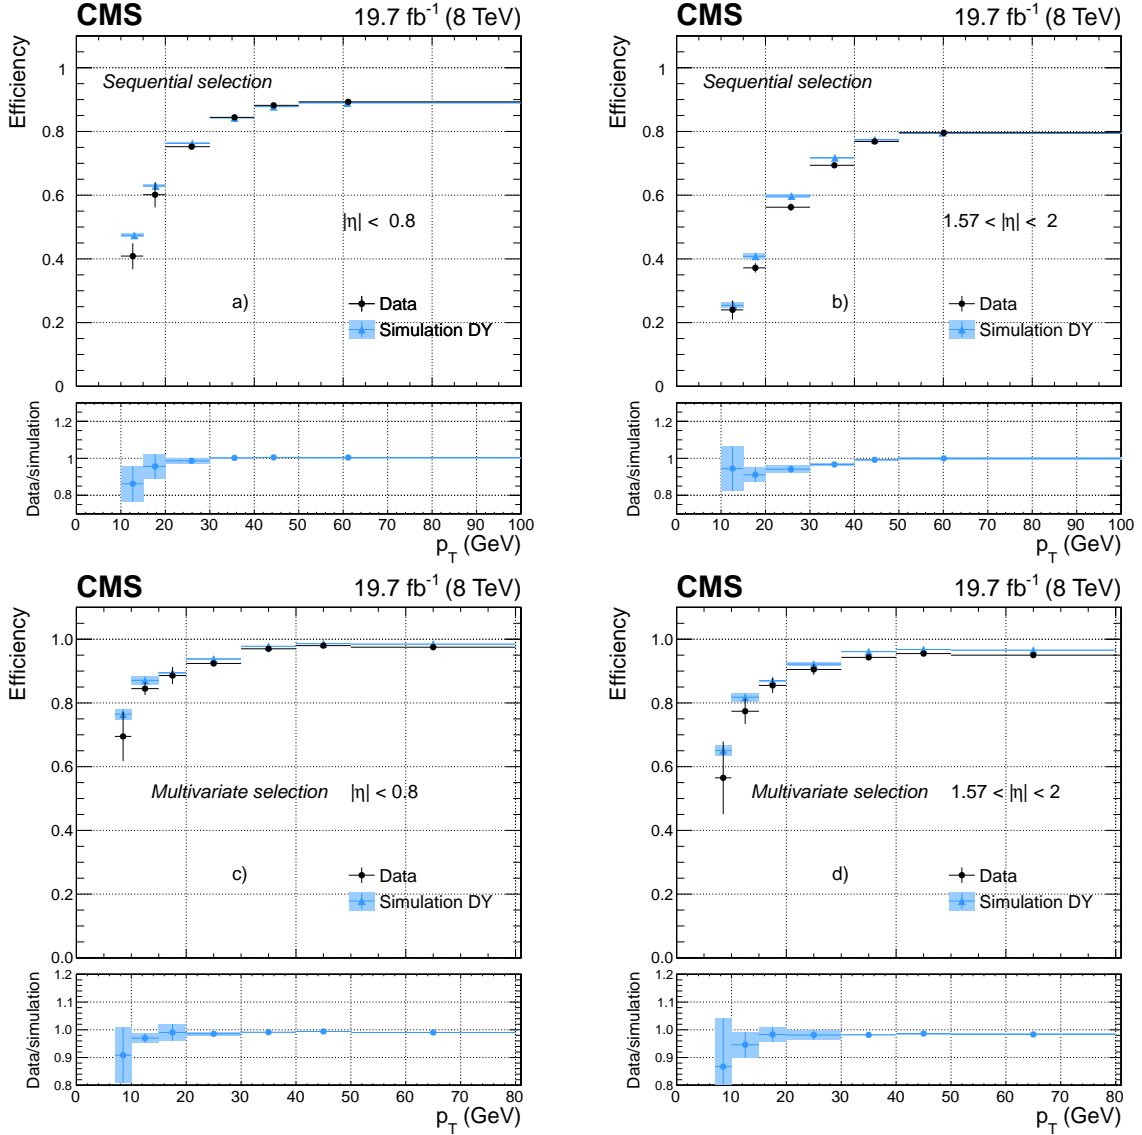 CMS 19.7 fb⁻¹ (8 TeV)
Efficiency
1
0.8
0.6
0.4
0.2
0
Sequential selection
|η| < 0.8
a)
Data
Simulation DY
Data/simulation
1.2
1.0
0.8
0 10 20 30 40 50 60 70 80 90 100
p_T (GeV)
CMS 19.7 fb⁻¹ (8 TeV)
Efficiency
1
0.8
0.6
0.4
0.2
0
Sequential selection
1.57 < |η| < 2
b)
Data
Simulation DY
Data/simulation
1.2
1.0
0.8
0 10 20 30 40 50 60 70 80 90 100
p_T (GeV)
CMS 19.7 fb⁻¹ (8 TeV)
Efficiency
1.0
0.8
0.6
0.4
0.2
0.0
Multivariate selection |η| < 0.8
c)
Data
Simulation DY
Data/simulation
1.2
1.1
1.0
0.9
0.8
0 10 20 30 40 50 60 70 80
p_T (GeV)
CMS 19.7 fb⁻¹ (8 TeV)
Efficiency
1.0
0.8
0.6
0.4
0.2
0.0
Multivariate selection 1.57 < |η| < 2
d)
Data
Simulation DY
Data/simulation
1.2
1.1
1.0
0.9
0.8
0 10 20 30 40 50 60 70 80
p_T (GeV)